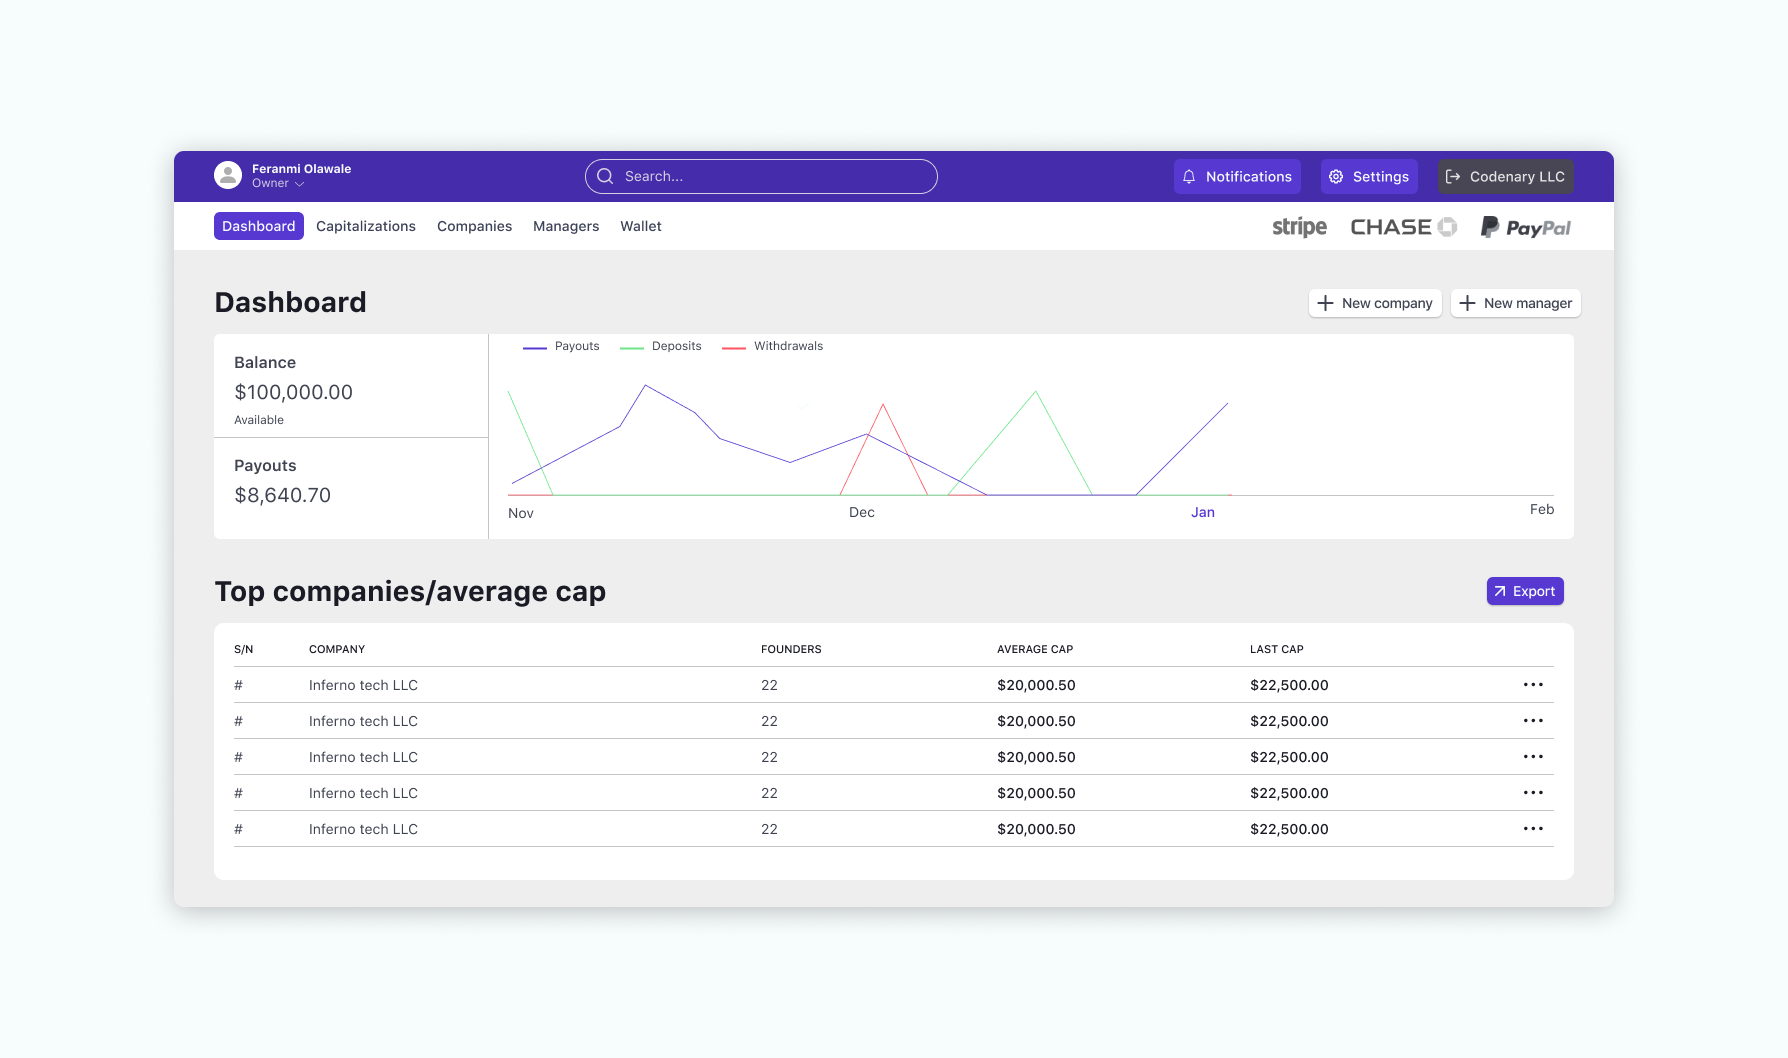 Feranmi Olawale
Owner
Search...
Notifications
Settings
Codenary LLC
Dashboard
Capitalizations
Companies
Managers
Wallet
stripe
CHASE
PayPal
Dashboard
New company
New manager
Balance
$100,000.00
Available
Payouts
$8,640.70
Payouts
Deposits
Withdrawals
Nov
Dec
Jan
Feb
Top companies/average cap
Export
S/N COMPANY FOUNDERS AVERAGE CAP LAST CAP
# Inferno tech LLC 22 $20,000.50 $22,500.00
# Inferno tech LLC 22 $20,000.50 $22,500.00
# Inferno tech LLC 22 $20,000.50 $22,500.00
# Inferno tech LLC 22 $20,000.50 $22,500.00
# Inferno tech LLC 22 $20,000.50 $22,500.00